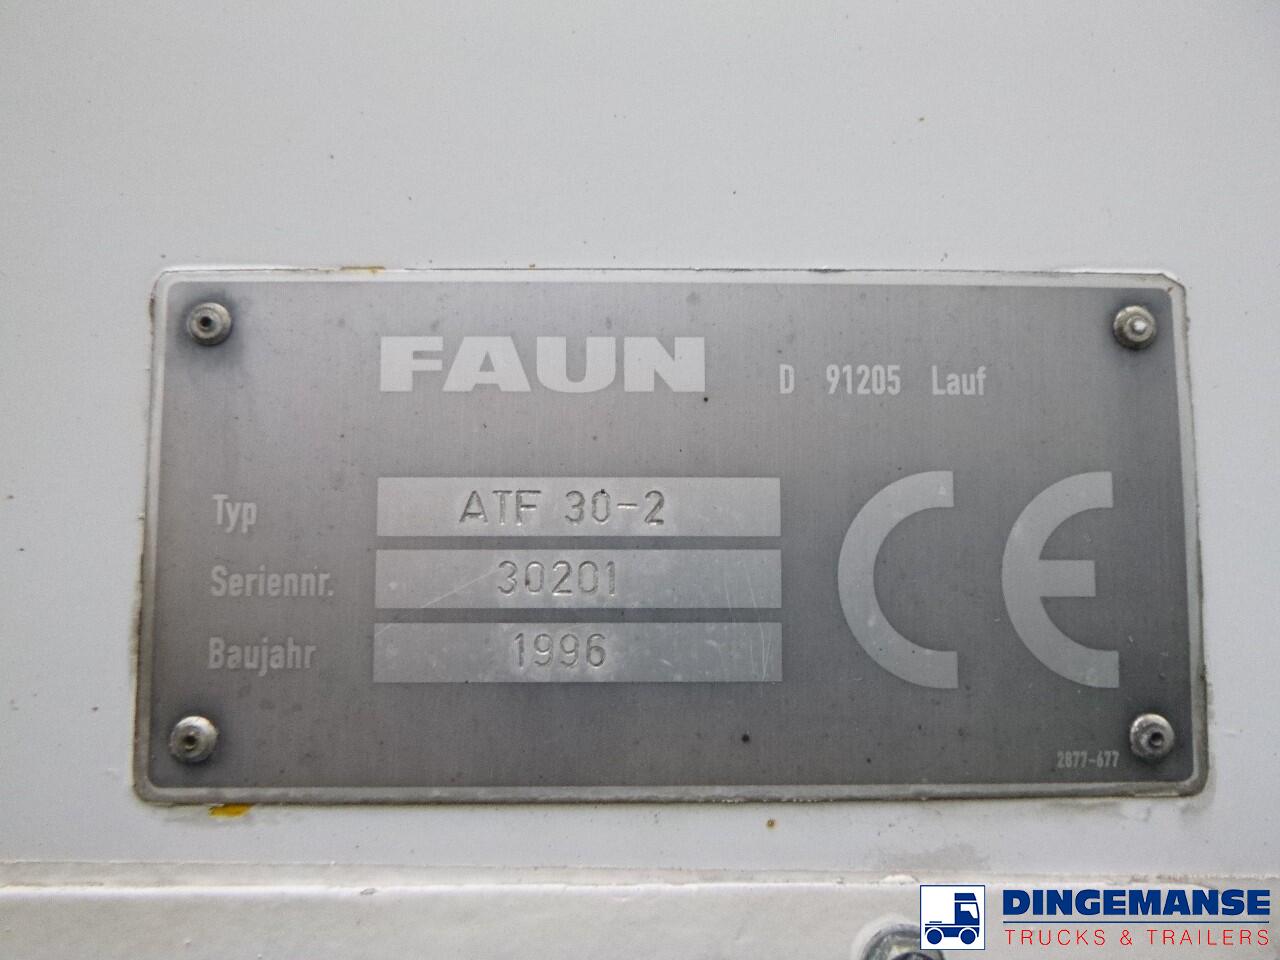 FAUN D 91205 Lauf
Typ ATF 30-2
Seriennr. 30201
Baujahr 1996
CE
2877-677
DINGEMANSE
TRUCKS & TRAILERS